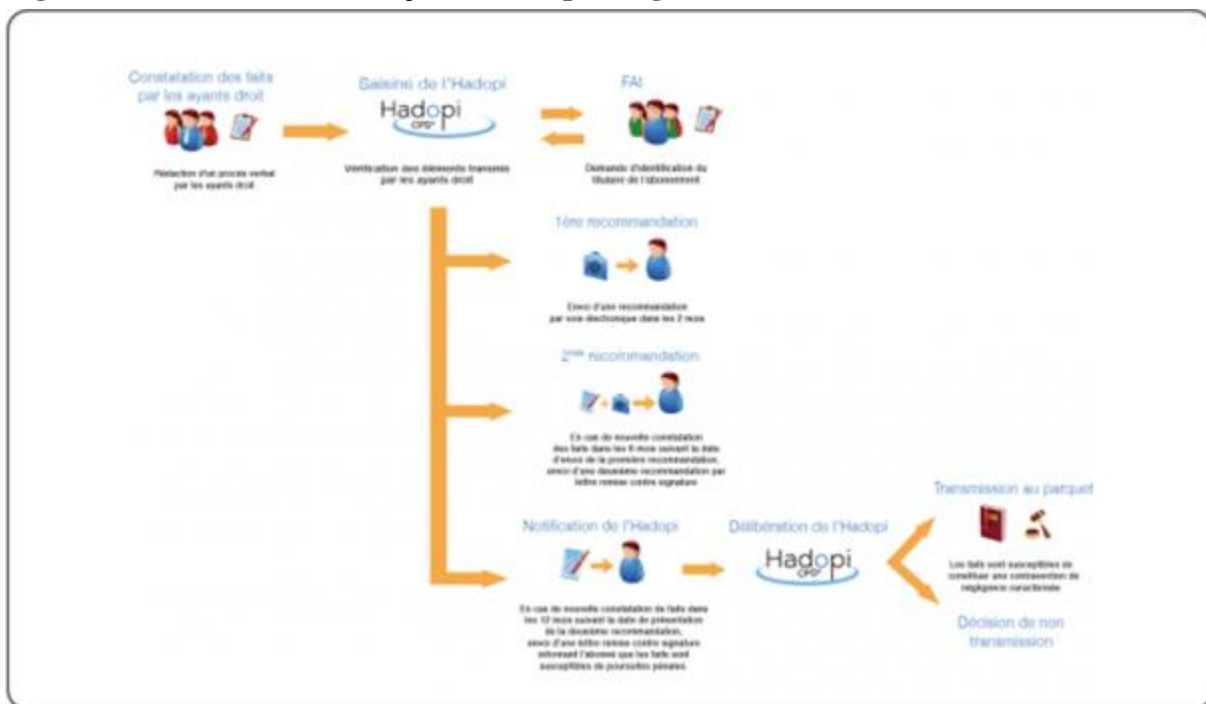 Constatation des faits
par les ayants droit
Rédaction d'un procès verbal
par les ayants droit
Saisine de l'Hadopi
Hadopi
CPD*
Vérification des éléments transmis
par les ayants droit
FAI
Demande d'identification du
titulaire de l'abonnement
1ère recommandation
Envoi d'une recommandation
par voie électronique dans les 2 mois
2ème recommandation
En cas de nouvelle constatation
des faits dans les 6 mois suivant la date
d'envoi de la première recommandation,
envoi d'une deuxième recommandation par
lettre remise contre signature
Notification de l'Hadopi
En cas de nouvelle constatation de faits dans
les 12 mois suivant la date de présentation
de la deuxième recommandation,
envoi d'une lettre remise contre signature
informant l'abonné que les faits sont
susceptibles de poursuites pénales.
Délibération de l'Hadopi
Hadopi
CPD*
Transmission au parquet
Les faits sont susceptibles de
constituer une contravention de
négligence caractérisée
Décision de non
transmission